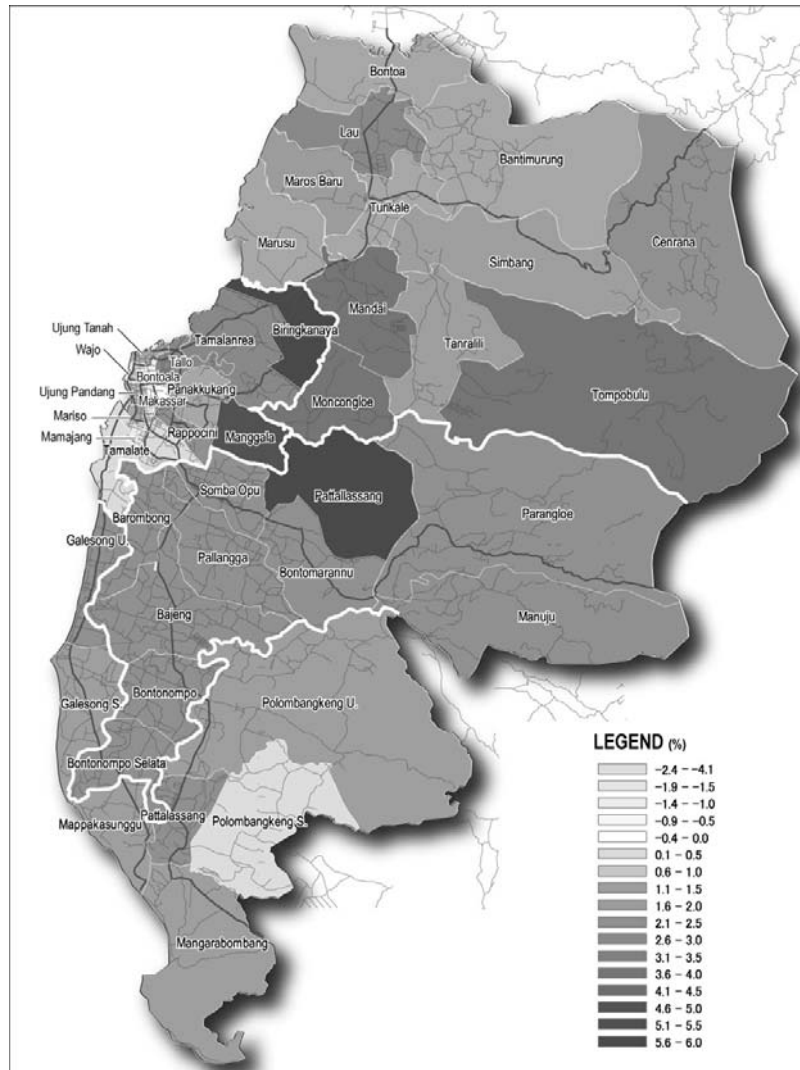 Bontoa
Lau
Bantimurung
Maros Baru
Cenrana
Tunkale
Marusu
Simbang
Mandai
Ujung Tanah
Tamalanrea
Biringkanaya
Wajo
Tallo
Tanralili
Bontoala
Ujung Pandang
Panakkukang
Makassar
Tompobulu
Moncongloe
Mariso
Rappocini
Manggala
Mamajang
Tamalate
Somba Opu
Pattallassang
Parangloe
Barombong
Galesong U.
Pallangga
Bontomarannu
Bajeng
Manuju
Bontonompo
Polombangkeng U.
Galesong S.
Bontonompo Selata
Pattalassang
Mappakasunggu
Polombangkeng S.
Mangarabombang
LEGEND (%)
-2.4 - -4.1
-1.9 - -1.5
-1.4 - -1.0
-0.9 - -0.5
-0.4 - 0.0
0.1 - 0.5
0.6 - 1.0
1.1 - 1.5
1.6 - 2.0
2.1 - 2.5
2.6 - 3.0
3.1 - 3.5
3.6 - 4.0
4.1 - 4.5
4.6 - 5.0
5.1 - 5.5
5.6 - 6.0